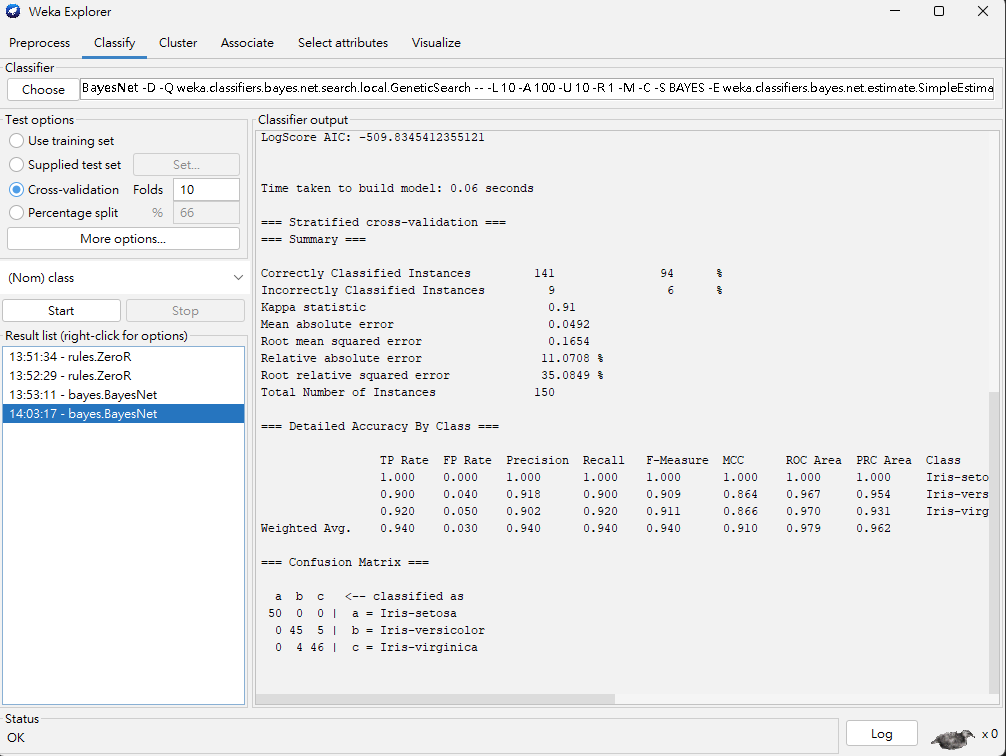 Weka Explorer
Preprocess Classify Cluster Associate Select attributes Visualize
Classifier
Choose BayesNet -D -Q weka.classifiers.bayes.net.search.local.GeneticSearch -- -L 10 -A 100 -U 10 -R 1 -M -C -S BAYES -E weka.classifiers.bayes.net.estimate.SimpleEstima
Test options
Use training set
Supplied test set Set...
Cross-validation Folds 10
Percentage split % 66
More options...
(Nom) class
Start Stop
Result list (right-click for options)
13:51:34 - rules.ZeroR
13:52:29 - rules.ZeroR
13:53:11 - bayes.BayesNet
14:03:17 - bayes.BayesNet
Classifier output
LogScore AIC: -509.8345412355121
Time taken to build model: 0.06 seconds
=== Stratified cross-validation ===
=== Summary ===
Correctly Classified Instances 141 94 %
Incorrectly Classified Instances 9 6 %
Kappa statistic 0.91
Mean absolute error 0.0492
Root mean squared error 0.1654
Relative absolute error 11.0708 %
Root relative squared error 35.0849 %
Total Number of Instances 150
=== Detailed Accuracy By Class ===
TP Rate FP Rate Precision Recall F-Measure MCC ROC Area PRC Area Class
1.000 0.000 1.000 1.000 1.000 1.000 1.000 1.000 Iris-seto
0.900 0.040 0.918 0.900 0.909 0.864 0.967 0.954 Iris-vers
0.920 0.050 0.902 0.920 0.911 0.866 0.970 0.931 Iris-virg
Weighted Avg. 0.940 0.030 0.940 0.940 0.940 0.910 0.979 0.962
=== Confusion Matrix ===
a b c <-- classified as
50 0 0 | a = Iris-setosa
0 45 5 | b = Iris-versicolor
0 4 46 | c = Iris-virginica
Status
OK
Log
x 0